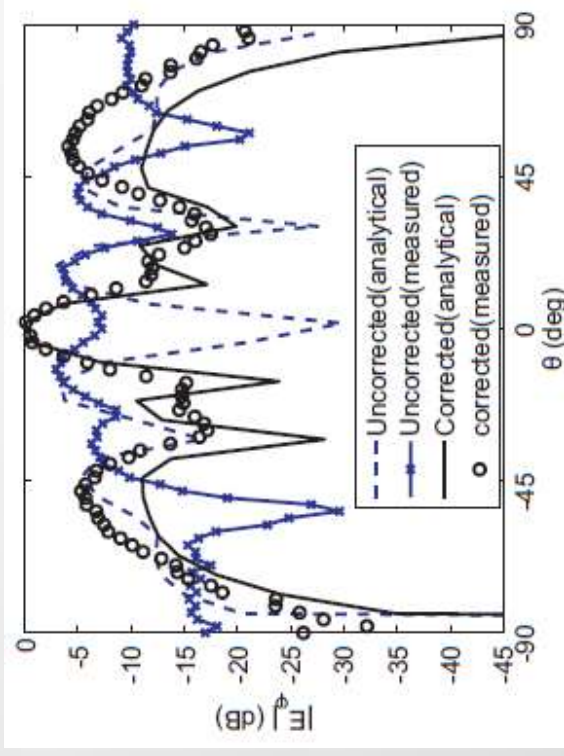 0
-5
-10
-15
-20
-25
-30
-35
-40
-45
|Eφ| (dB)
-90
-45
0
45
90
θ (deg)
Uncorrected(analytical)
Uncorrected(measured)
Corrected(analytical)
corrected(measured)